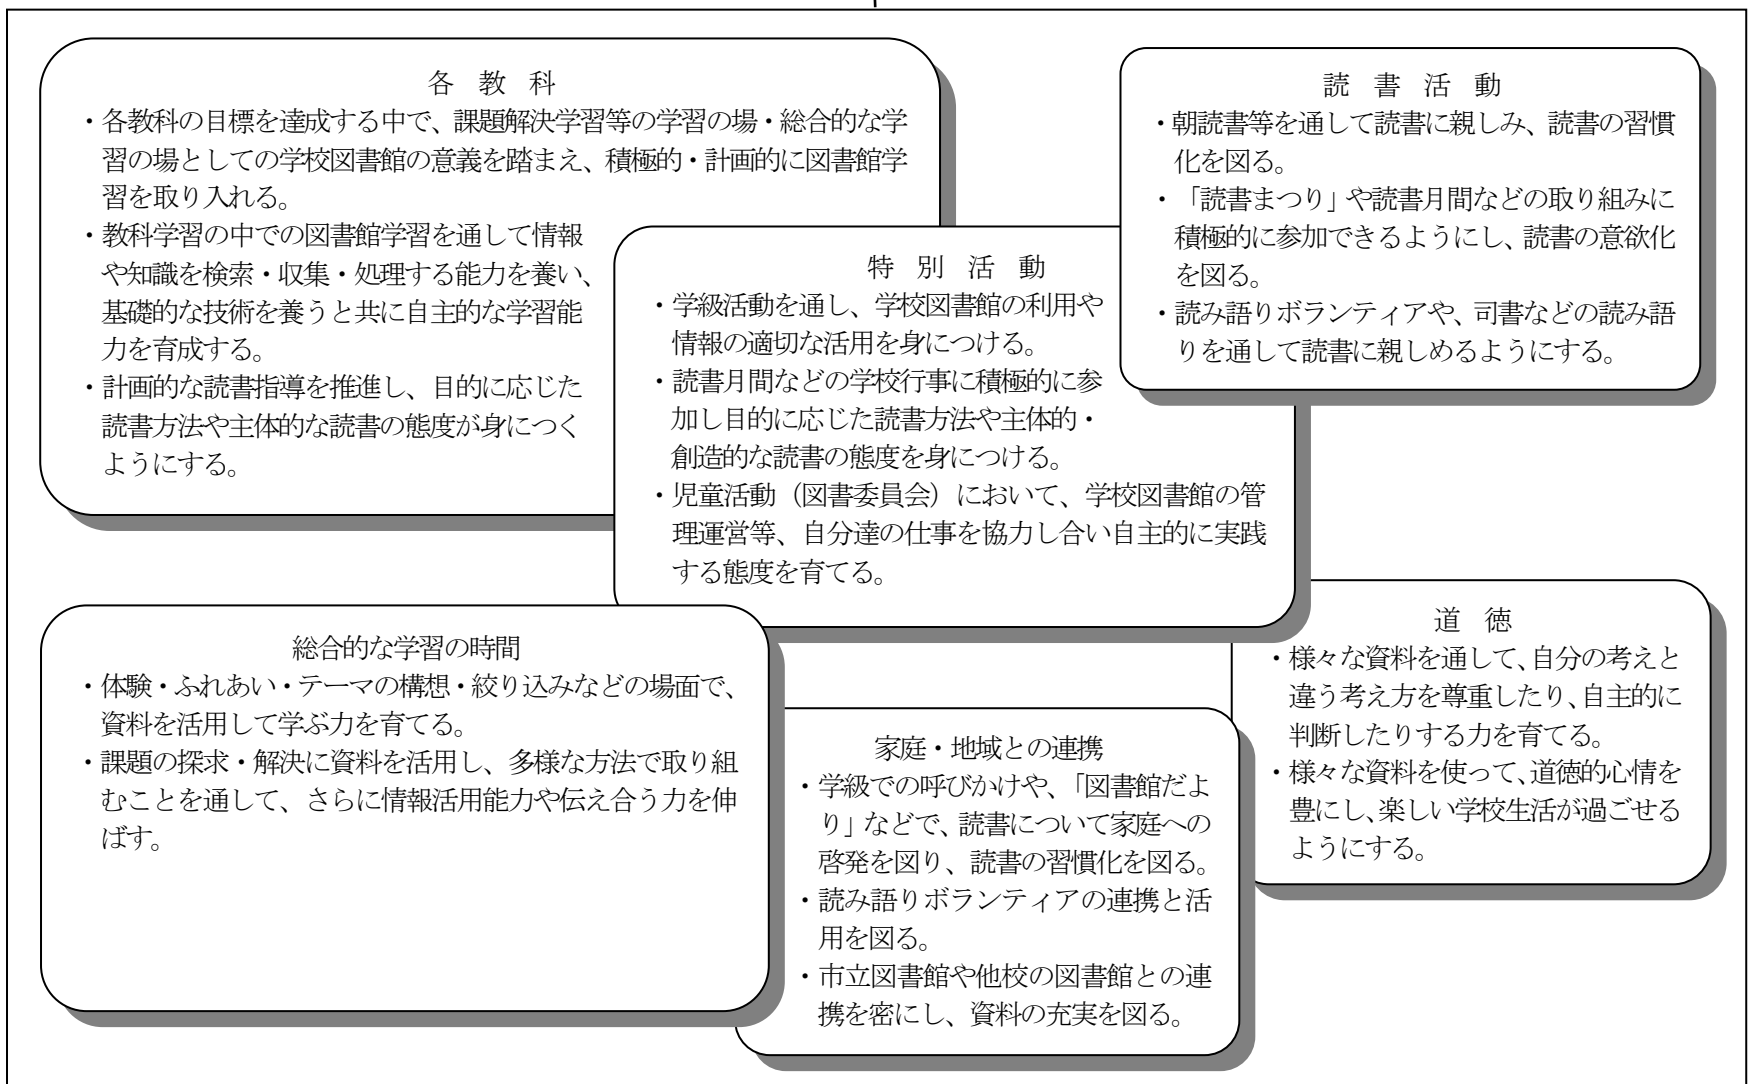 各 教 科
・各教科の目標を達成する中で、課題解決学習等の学習の場・総合的な学
習の場としての学校図書館の意義を踏まえ、積極的・計画的に図書館学
習を取り入れる。
・教科学習の中での図書館学習を通して情報
や知識を検索・収集・処理する能力を養い、
基礎的な技術を養うと共に自主的な学習能
力を育成する。
・計画的な読書指導を推進し、目的に応じた
読書方法や主体的な読書の態度が身につく
ようにする。
読 書 活 動
・朝読書等を通して読書に親しみ、読書の習慣
化を図る。
・「読書まつり」や読書月間などの取り組みに
積極的に参加できるようにし、読書の意欲化
を図る。
・読み語りボランティアや、司書などの読み語
りを通して読書に親しめるようにする。
特 別 活 動
・学級活動を通し、学校図書館の利用や
情報の適切な活用を身につける。
・読書月間などの学校行事に積極的に参
加し目的に応じた読書方法や主体的・
創造的な読書の態度を身につける。
・児童活動（図書委員会）において、学校図書館の管
理運営等、自分達の仕事を協力し合い自主的に実践
する態度を育てる。
総合的な学習の時間
・体験・ふれあい・テーマの構想・絞り込みなどの場面で、
資料を活用して学ぶ力を育てる。
・課題の探求・解決に資料を活用し、多様な方法で取り組
むことを通して、さらに情報活用能力や伝え合う力を伸
ばす。
家庭・地域との連携
・学級での呼びかけや、「図書館だよ
り」などで、読書について家庭への
啓発を図り、読書の習慣化を図る。
・読み語りボランティアの連携と活
用を図る。
・市立図書館や他校の図書館との連
携を密にし、資料の充実を図る。
道 徳
・様々な資料を通して、自分の考えと
違う考え方を尊重したり、自主的に
判断したりする力を育てる。
・様々な資料を使って、道徳的心情を
豊にし、楽しい学校生活が過ごせる
ようにする。